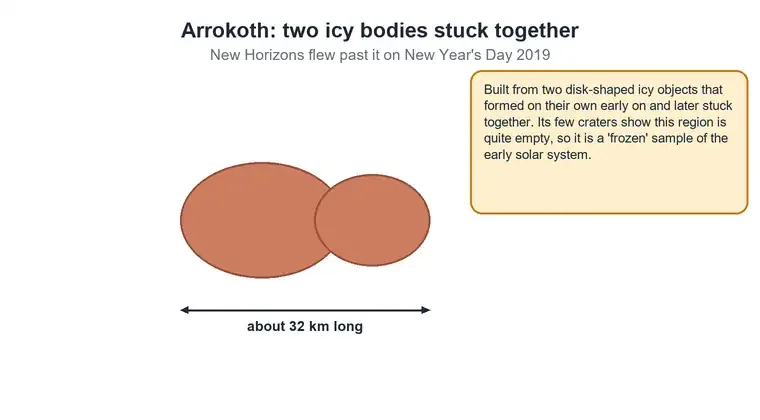 Arrokoth: two icy bodies stuck together
New Horizons flew past it on New Year's Day 2019
Built from two disk-shaped icy objects that
formed on their own early on and later stuck
together. Its few craters show this region is
quite empty, so it is a 'frozen' sample of the
early solar system.
about 32 km long